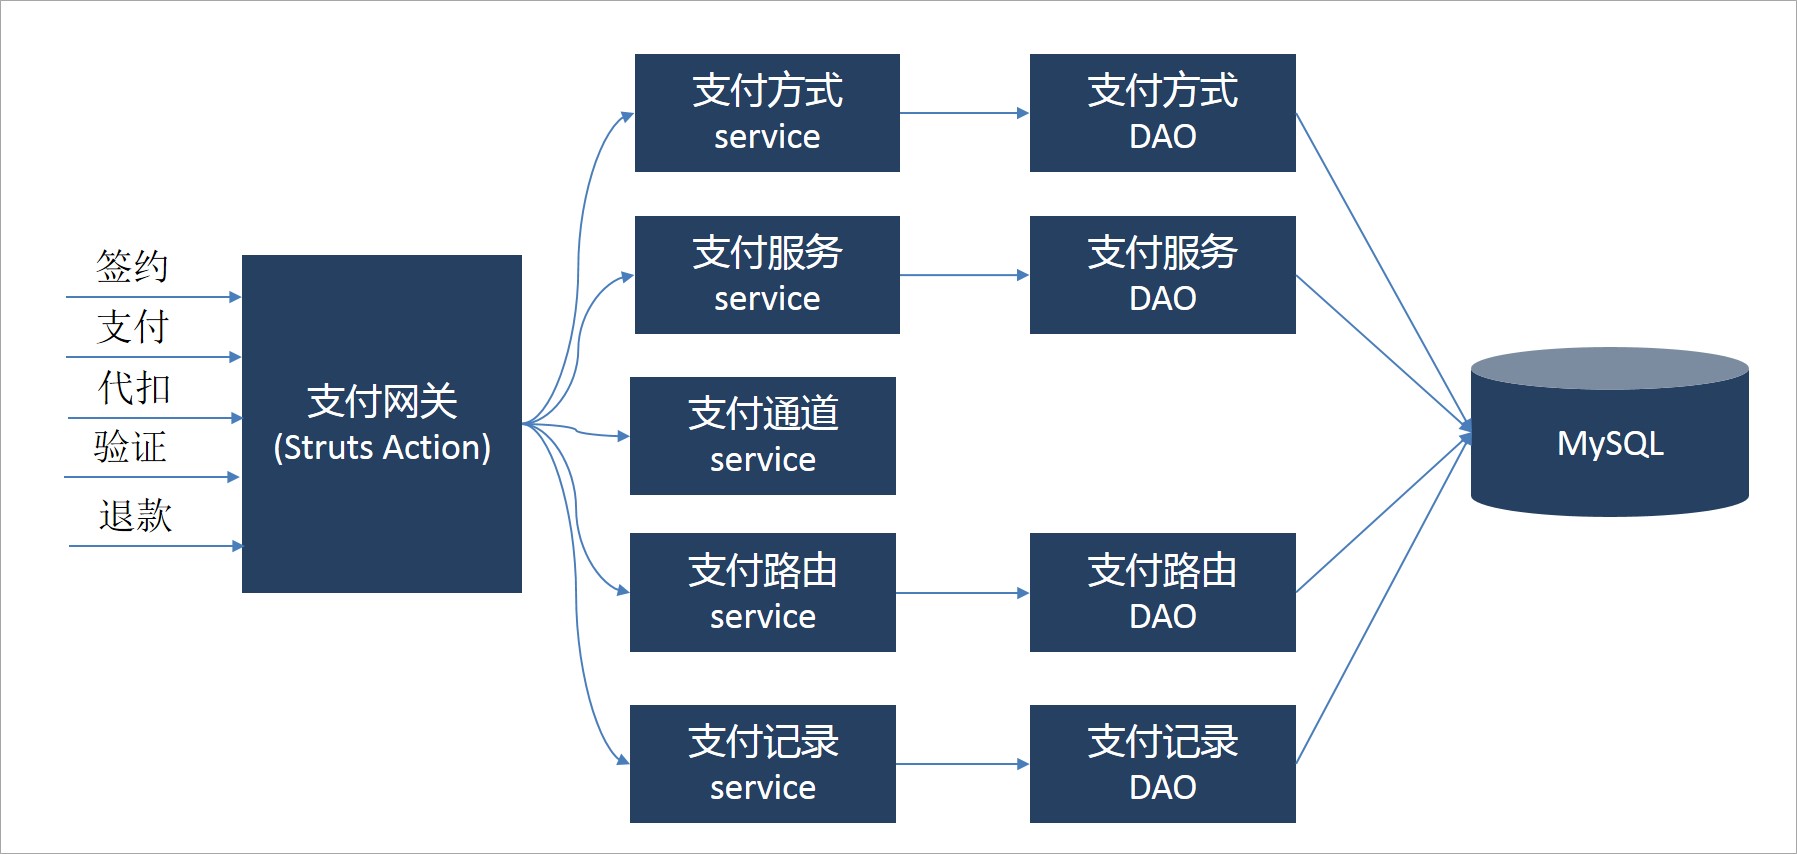 签约
支付
代扣
验证
退款
支付网关
(Struts Action)
支付方式
service
支付方式
DAO
支付服务
service
支付服务
DAO
支付通道
service
支付路由
service
支付路由
DAO
支付记录
service
支付记录
DAO
MySQL